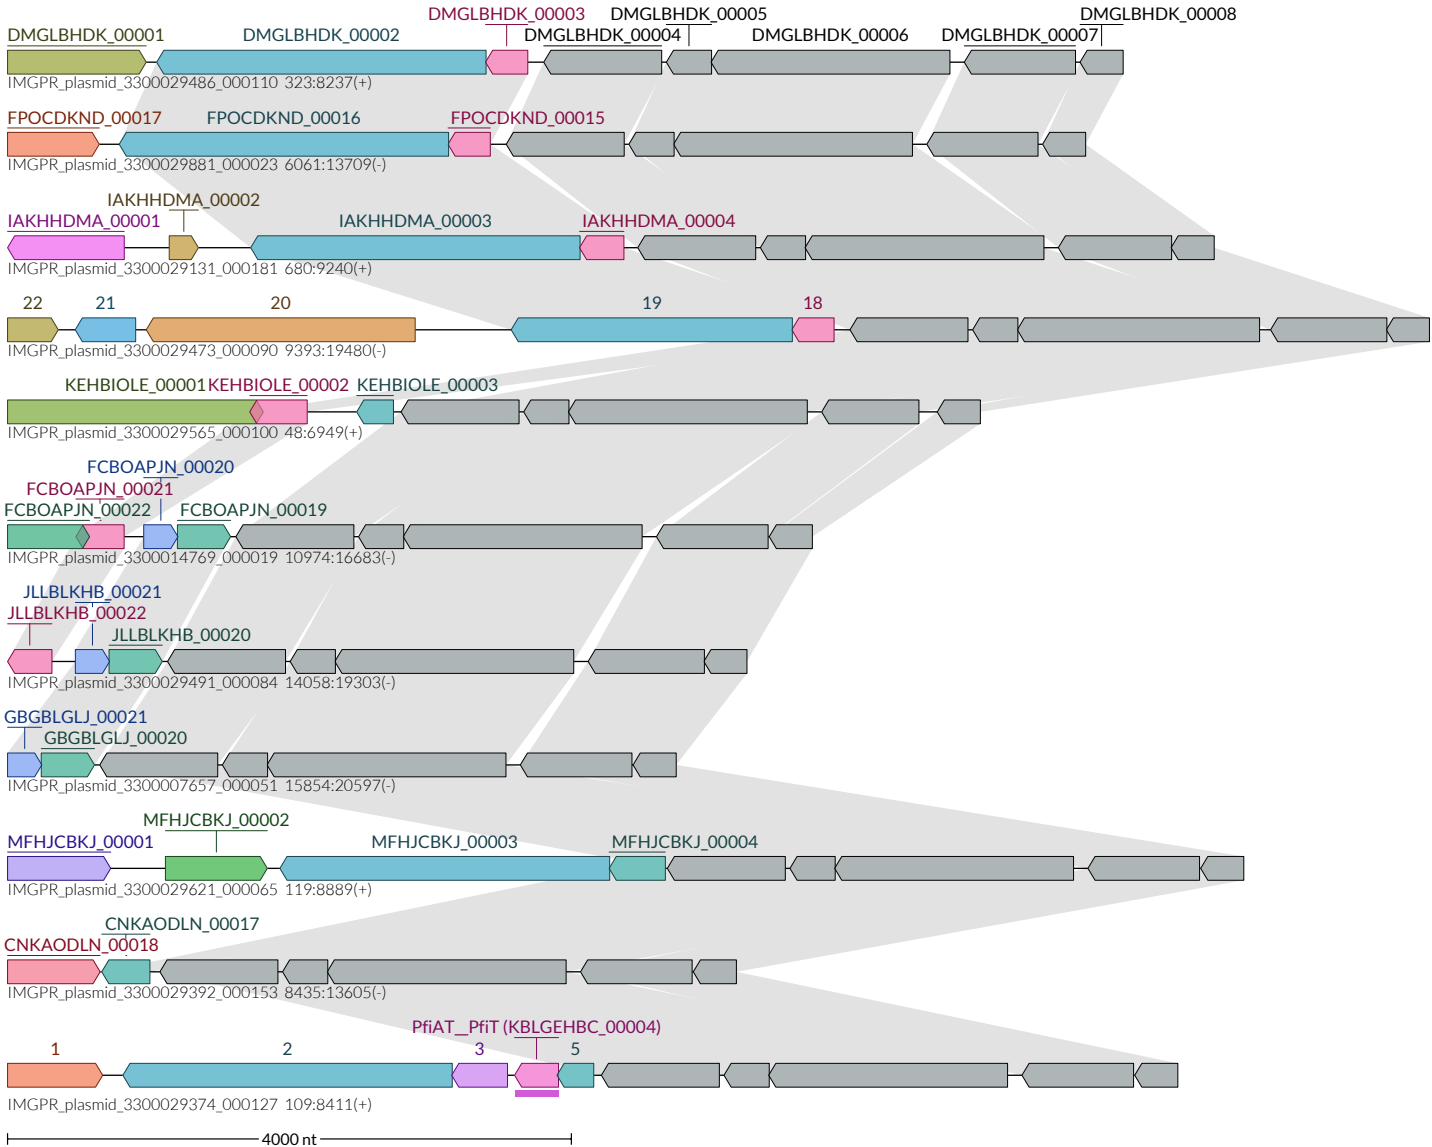 DMGLBHDK_00003 DMGLBHDK_00005 DMGLBHDK_00008
DMGLBHDK_00001 DMGLBHDK_00002 DMGLBHDK_00004 DMGLBHDK_00006 DMGLBHDK_00007
IMGPR_plasmid_3300029486_000110 323:8237(+)
FPOCDKND_00017 FPOCDKND_00016 FPOCDKND_00015
IMGPR_plasmid_3300029881_000023 6061:13709(-)
IAKHHDMA_00002
IAKHHDMA_00001 IAKHHDMA_00003 IAKHHDMA_00004
IMGPR_plasmid_3300029131_000181 680:9240(+)
22 21 20 19 18
IMGPR_plasmid_3300029473_000090 9393:19480(-)
KEHBIOLE_00001 KEHBIOLE_00002 KEHBIOLE_00003
IMGPR_plasmid_3300029565_000100 48:6949(+)
FCBOAPJN_00020
FCBOAPJN_00021
FCBOAPJN_00022 FCBOAPJN_00019
IMGPR_plasmid_3300014769_000019 10974:16683(-)
JLLBLKHB_00021
JLLBLKHB_00022
JLLBLKHB_00020
IMGPR_plasmid_3300029491_000084 14058:19303(-)
GBGBLGLJ_00021
GBGBLGLJ_00020
IMGPR_plasmid_3300007657_000051 15854:20597(-)
MFHJCBKJ_00002
MFHJCBKJ_00001 MFHJCBKJ_00003 MFHJCBKJ_00004
IMGPR_plasmid_3300029621_000065 119:8889(+)
CNKAODLN_00017
CNKAODLN_00018
IMGPR_plasmid_3300029392_000153 8435:13605(-)
PfiAT__PfiT (KBLGEHBC_00004)
1 2 3 5
IMGPR_plasmid_3300029374_000127 109:8411(+)
4000 nt